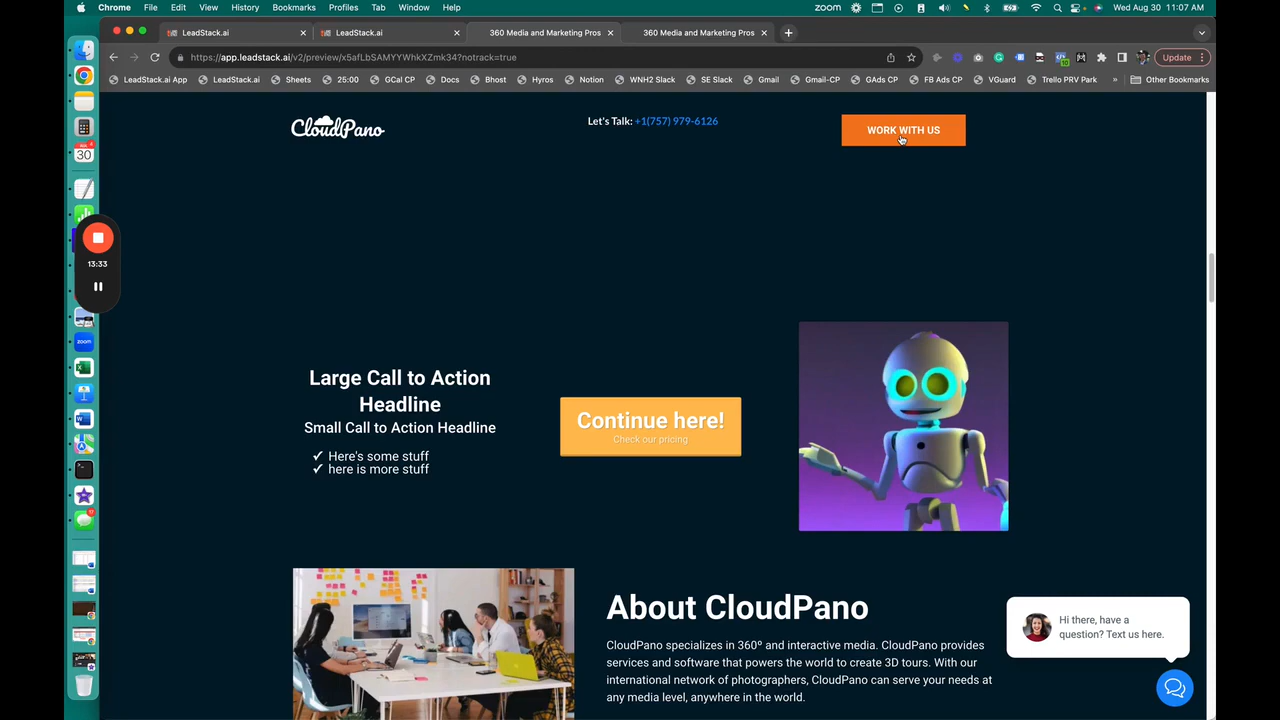 Chrome File Edit View History Bookmarks Profiles Tab Window Help
zoom Wed Aug 30 11:07 AM
LeadStack.ai
LeadStack.ai
360 Media and Marketing Pros
360 Media and Marketing Pros
https://app.leadstack.ai/v2/preview/x5afLbSAMYYWhkXZmk34?notrack=true
Update
LeadStack.ai App LeadStack.ai Sheets 25:00 GCal CP Docs Bhost Hyros Notion WNH2 Slack SE Slack Gmail Gmail-CP GAds CP FB Ads CP VGuard Trello PRV Park » Other Bookmarks
CloudPano
Let's Talk: +1(757) 979-6126
WORK WITH US
30
13:33
Large Call to Action
Headline
Small Call to Action Headline
✓ Here's some stuff
✓ here is more stuff
Continue here!
Check our pricing
zoom
17
About CloudPano
CloudPano specializes in 360º and interactive media. CloudPano provides
services and software that powers the world to create 3D tours. With our
international network of photographers, CloudPano can serve your needs at
any media level, anywhere in the world.
Hi there, have a
question? Text us here.